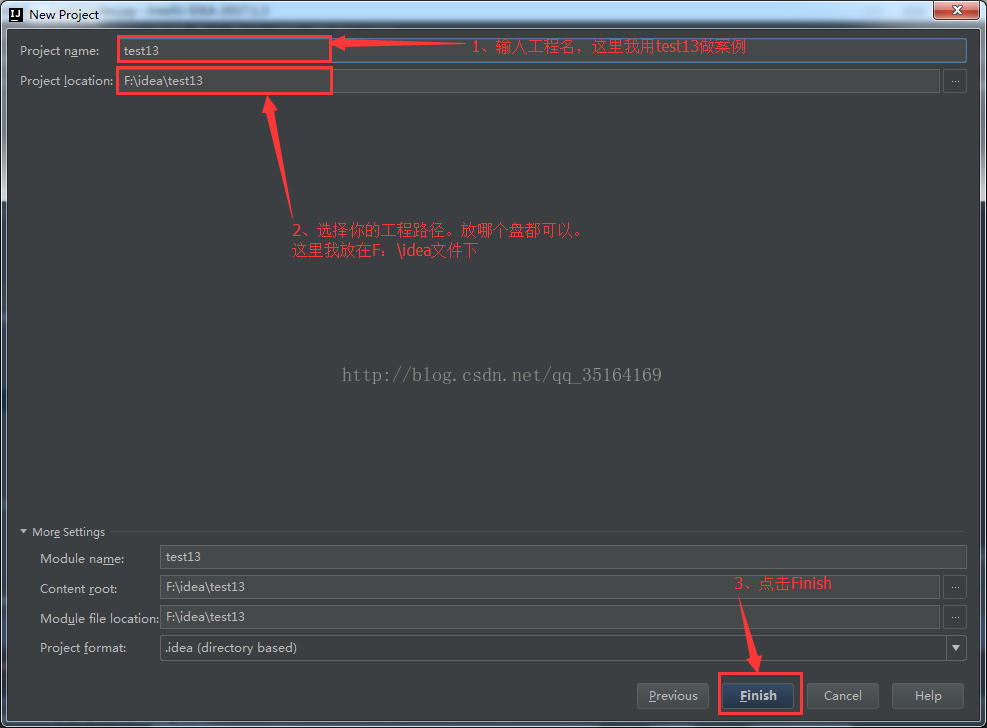 New Project
Project name:
test13
1、输入工程名，这里我用test13做案例
Project location:
F:\idea\test13
...
2、选择你的工程路径。放哪个盘都可以。
这里我放在F：\idea文件下
http://blog.csdn.net/qq_35164169
More Settings
Module name:
test13
Content root:
F:\idea\test13
...
3、点击Finish
Module file location:
F:\idea\test13
...
Project format:
.idea (directory based)
Previous
Finish
Cancel
Help